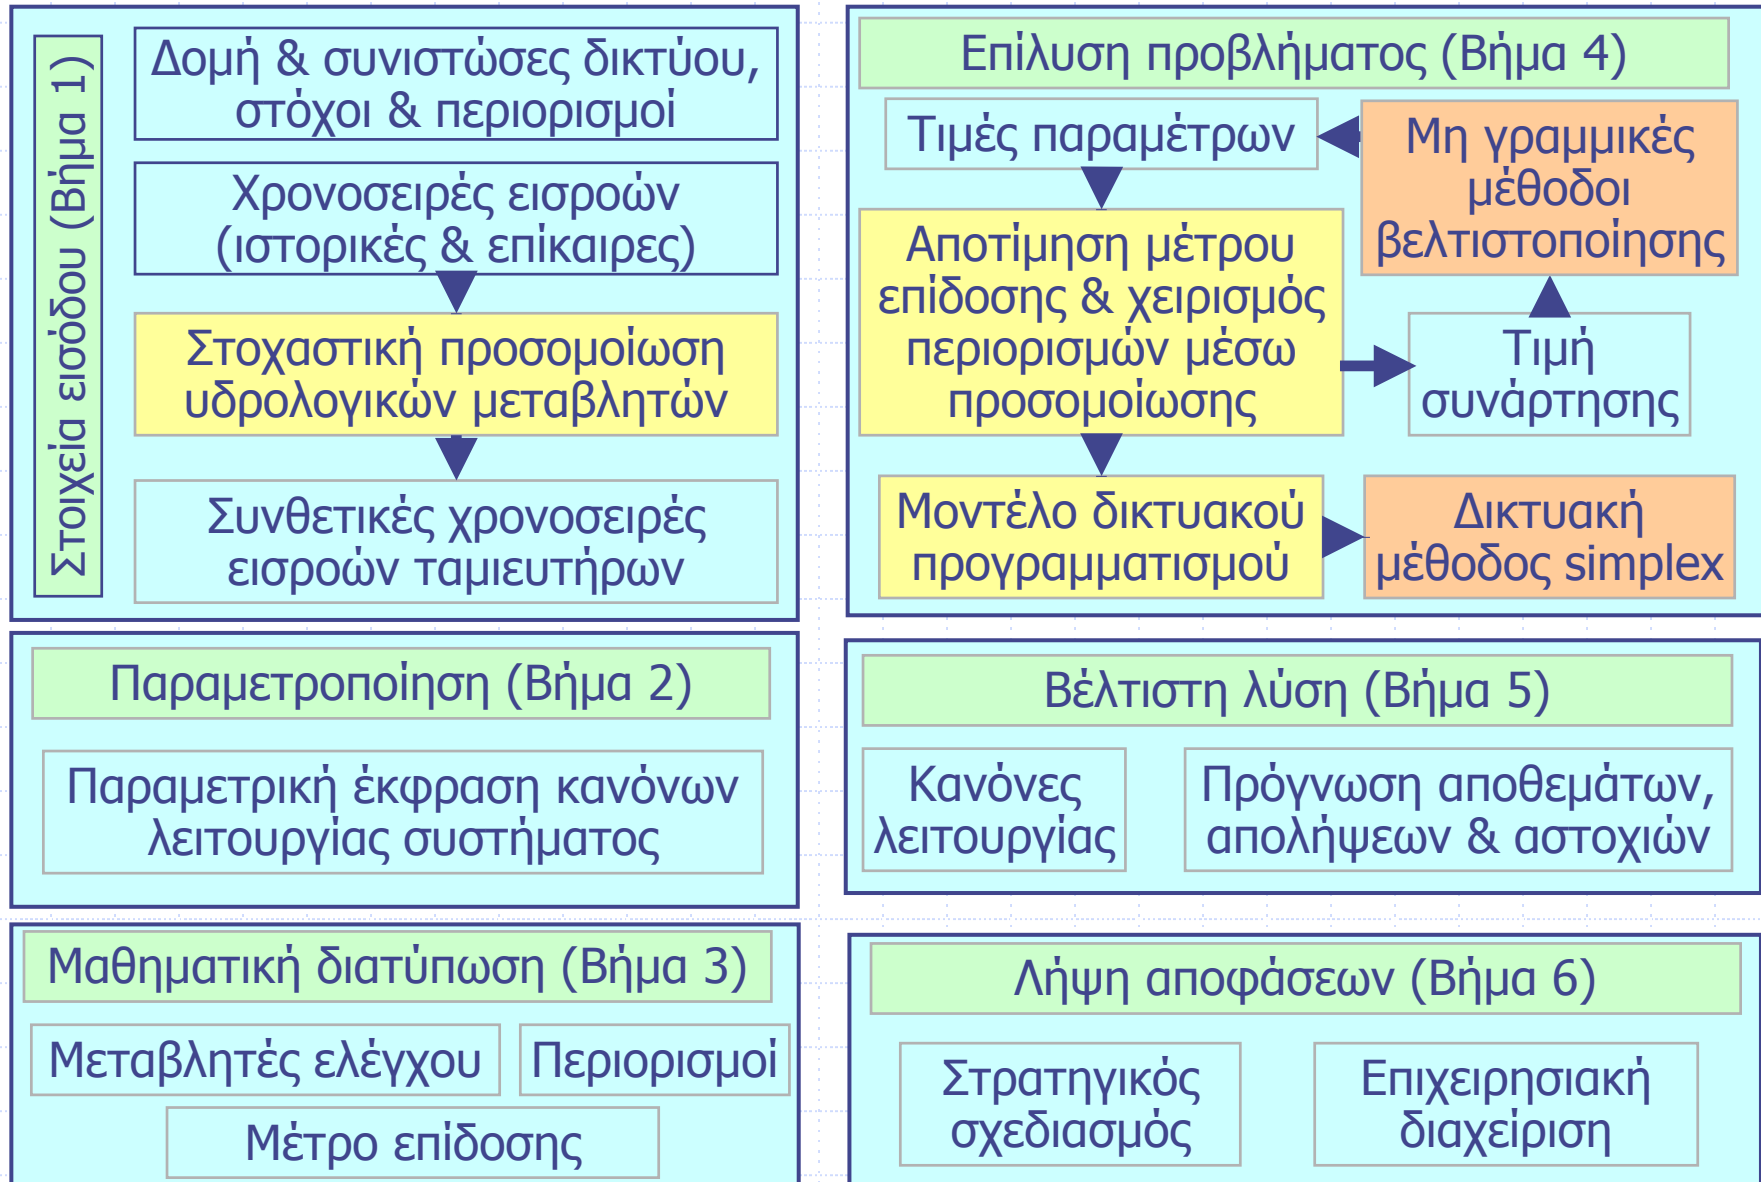 Στοιχεία εισόδου (Βήμα 1)
Δομή & συνιστώσες δικτύου,
στόχοι & περιορισμοί
Χρονοσειρές εισροών
(ιστορικές & επίκαιρες)
Στοχαστική προσομοίωση
υδρολογικών μεταβλητών
Συνθετικές χρονοσειρές
εισροών ταμιευτήρων
Παραμετροποίηση (Βήμα 2)
Παραμετρική έκφραση κανόνων
λειτουργίας συστήματος
Μαθηματική διατύπωση (Βήμα 3)
Μεταβλητές ελέγχου
Περιορισμοί
Μέτρο επίδοσης
Επίλυση προβλήματος (Βήμα 4)
Τιμές παραμέτρων
Μη γραμμικές
μέθοδοι
βελτιστοποίησης
Αποτίμηση μέτρου
επίδοσης & χειρισμός
περιορισμών μέσω
προσομοίωσης
Τιμή
συνάρτησης
Μοντέλο δικτυακού
προγραμματισμού
Δικτυακή
μέθοδος simplex
Βέλτιστη λύση (Βήμα 5)
Κανόνες
λειτουργίας
Πρόγνωση αποθεμάτων,
απολήψεων & αστοχιών
Λήψη αποφάσεων (Βήμα 6)
Στρατηγικός
σχεδιασμός
Επιχειρησιακή
διαχείριση